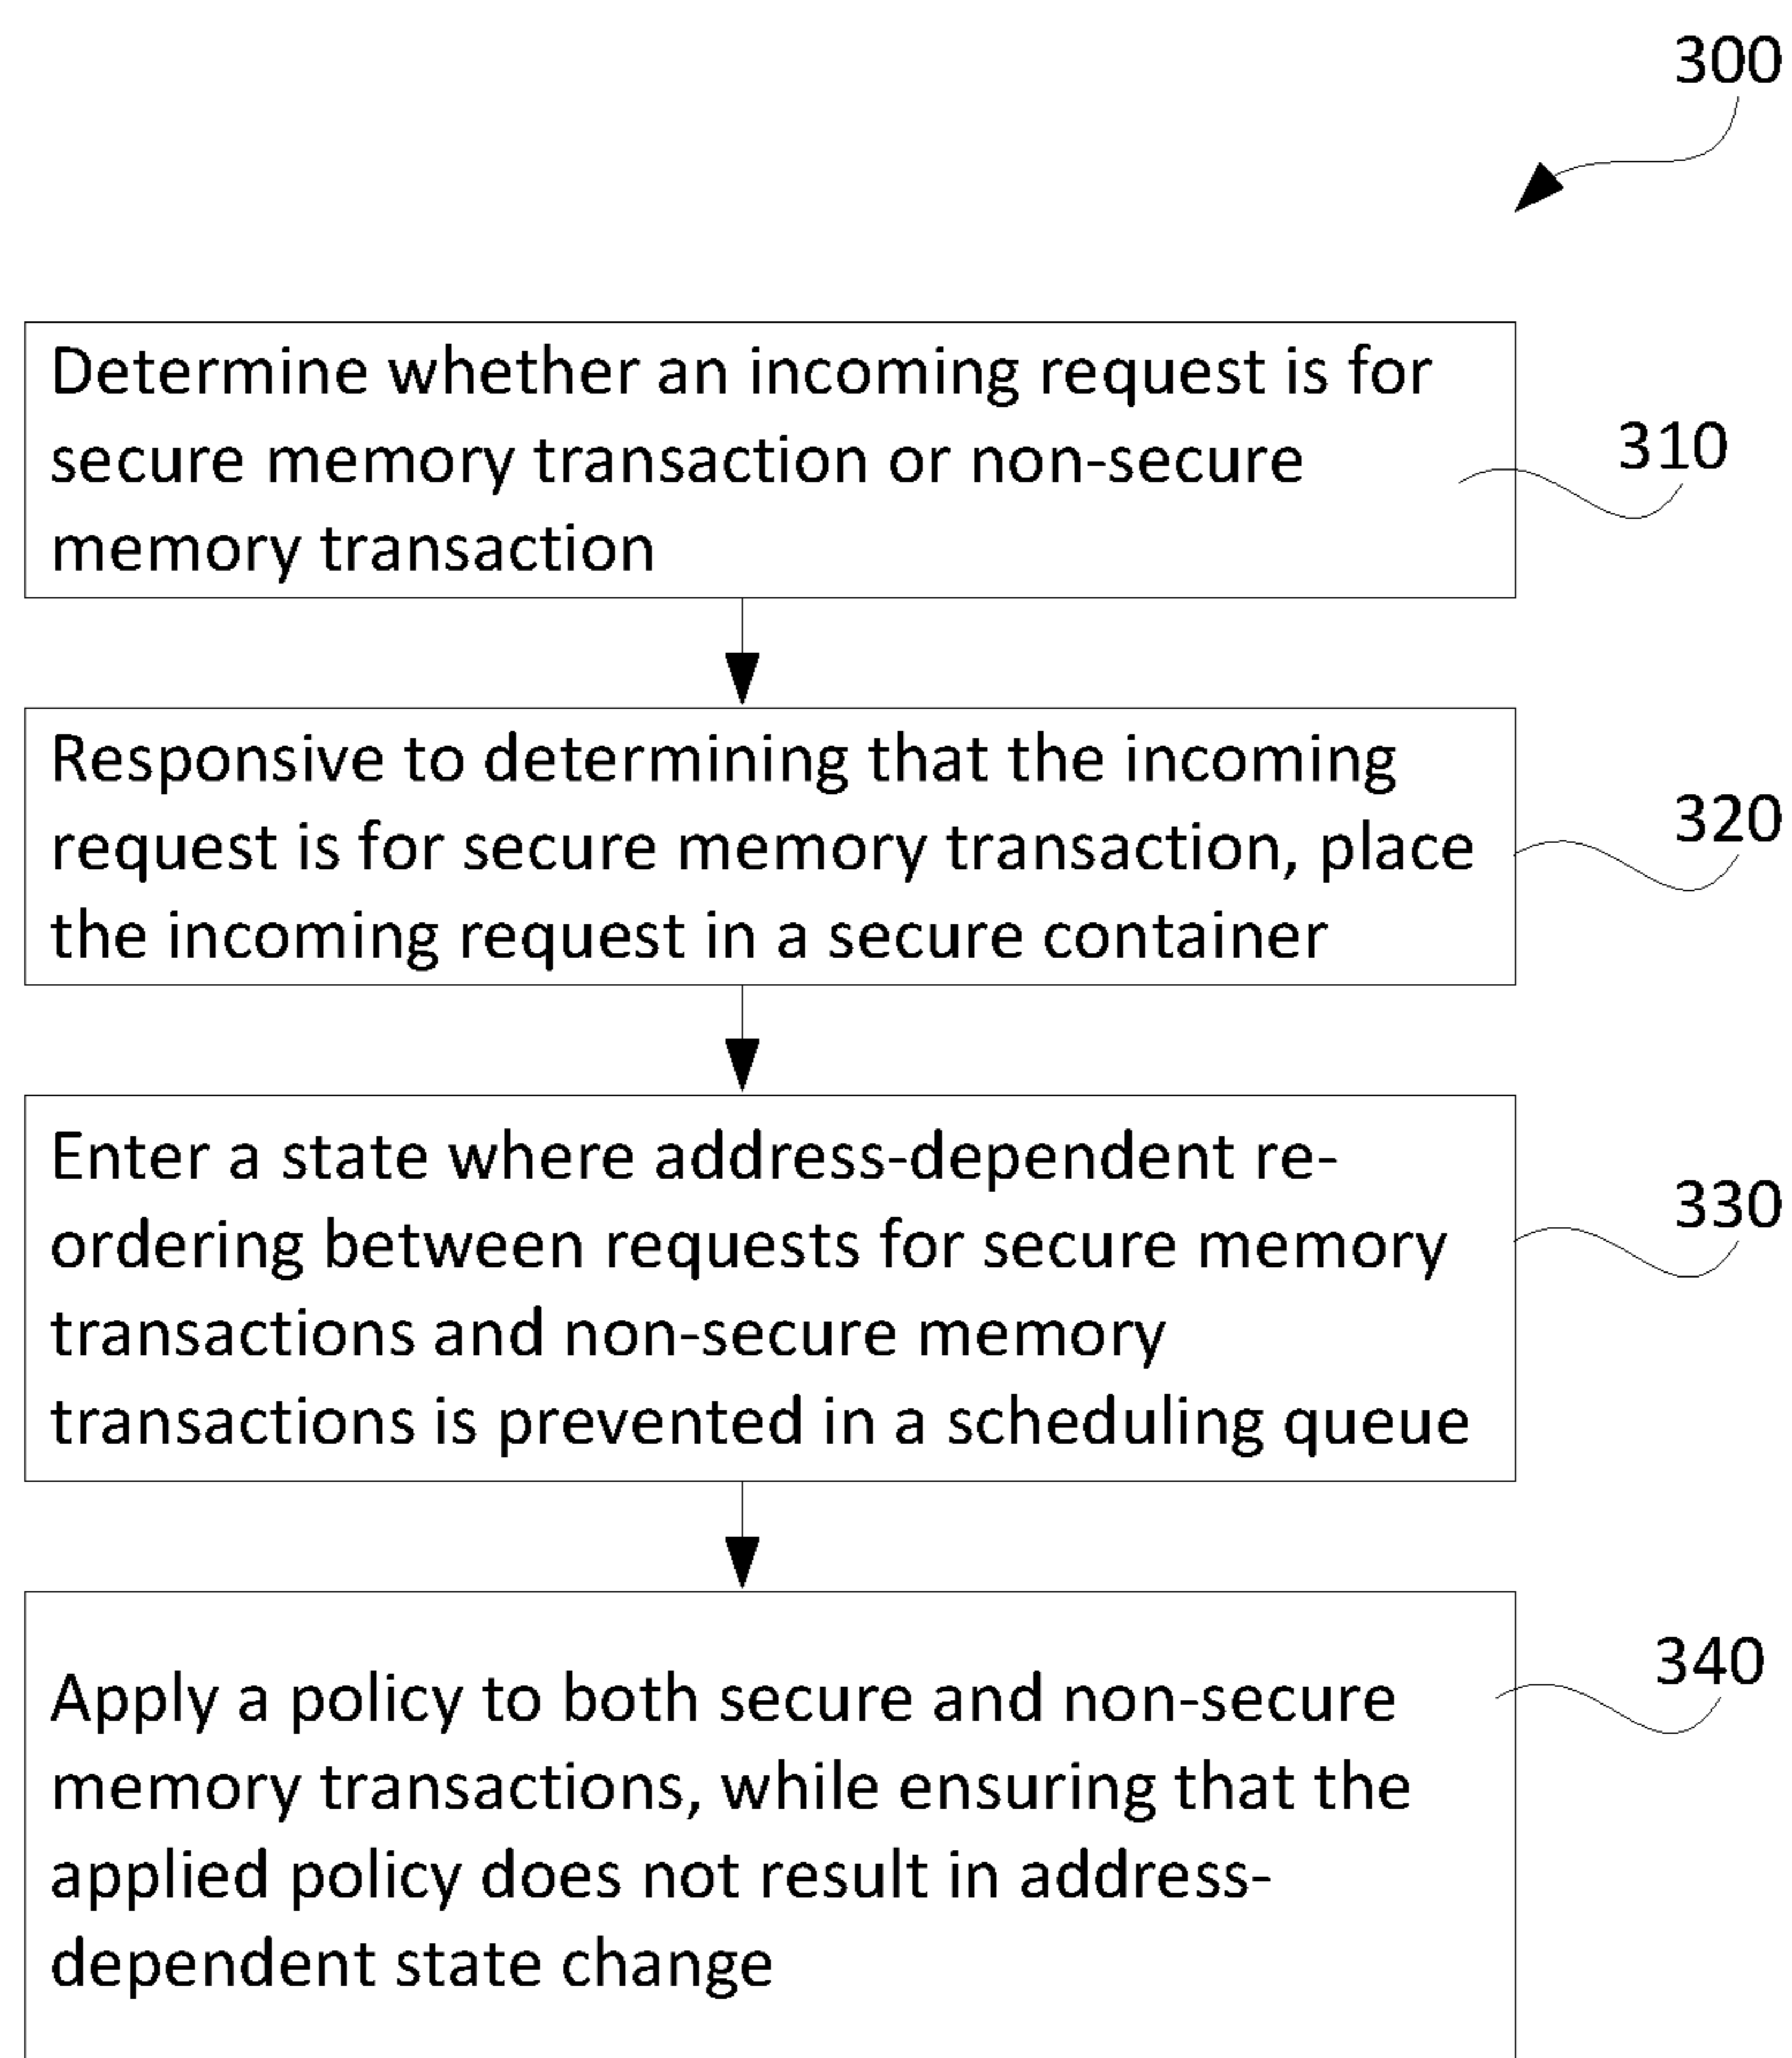 300
Determine whether an incoming request is for
secure memory transaction or non-secure
memory transaction
310
Responsive to determining that the incoming
request is for secure memory transaction, place
the incoming request in a secure container
320
Enter a state where address-dependent re-
ordering between requests for secure memory
transactions and non-secure memory
transactions is prevented in a scheduling queue
330
Apply a policy to both secure and non-secure
memory transactions, while ensuring that the
applied policy does not result in address-
dependent state change
340